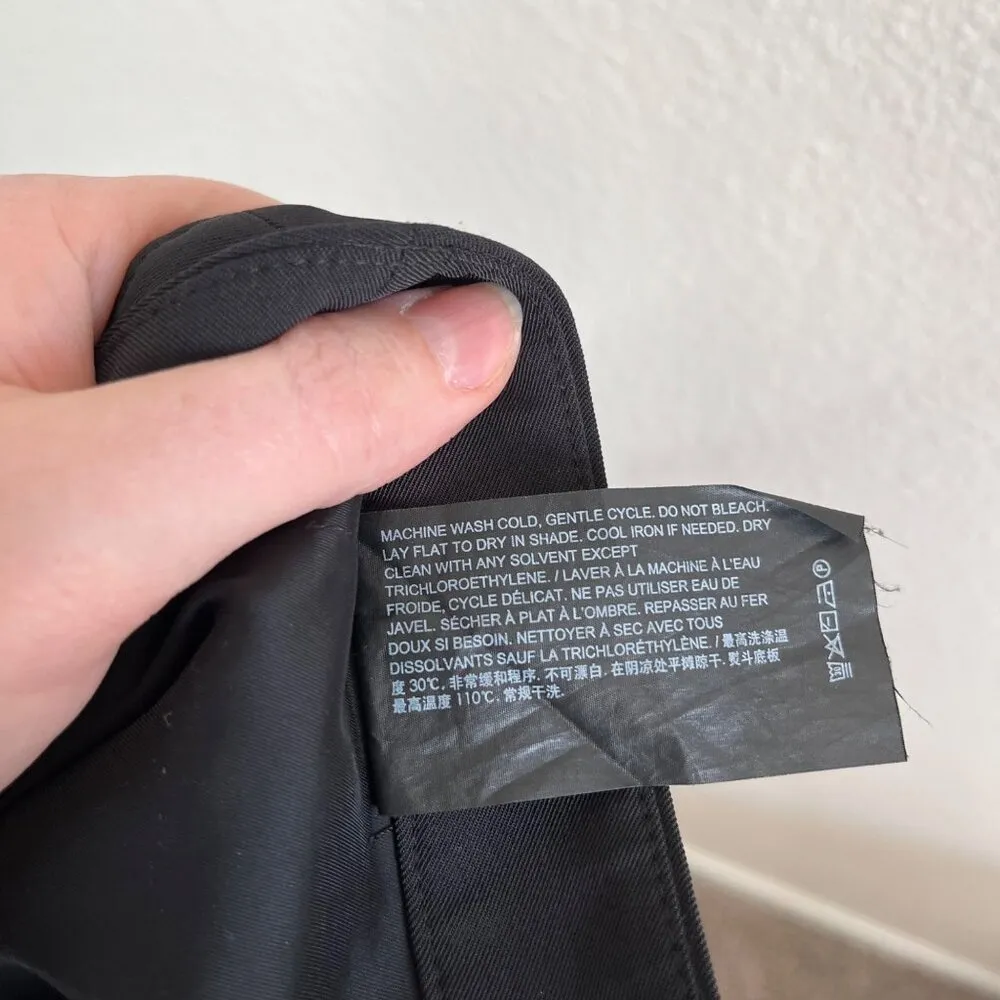 MACHINE WASH COLD, GENTLE CYCLE. DO NOT BLEACH.
LAY FLAT TO DRY IN SHADE. COOL IRON IF NEEDED. DRY
CLEAN WITH ANY SOLVENT EXCEPT
TRICHLOROETHYLENE. / LAVER À LA MACHINE À L'EAU
FROIDE, CYCLE DÉLICAT. NE PAS UTILISER EAU DE
JAVEL. SÉCHER À PLAT À L'OMBRE. REPASSER AU FER
DOUX SI BESOIN. NETTOYER À SEC AVEC TOUS
DISSOLVANTS SAUF LA TRICHLORÉTHYLÈNE. / 最高洗涤温
度 30℃, 非常缓和程序. 不可漂白. 在阴凉处平摊晾干. 熨斗底板
最高温度 110℃. 常规干洗.
P